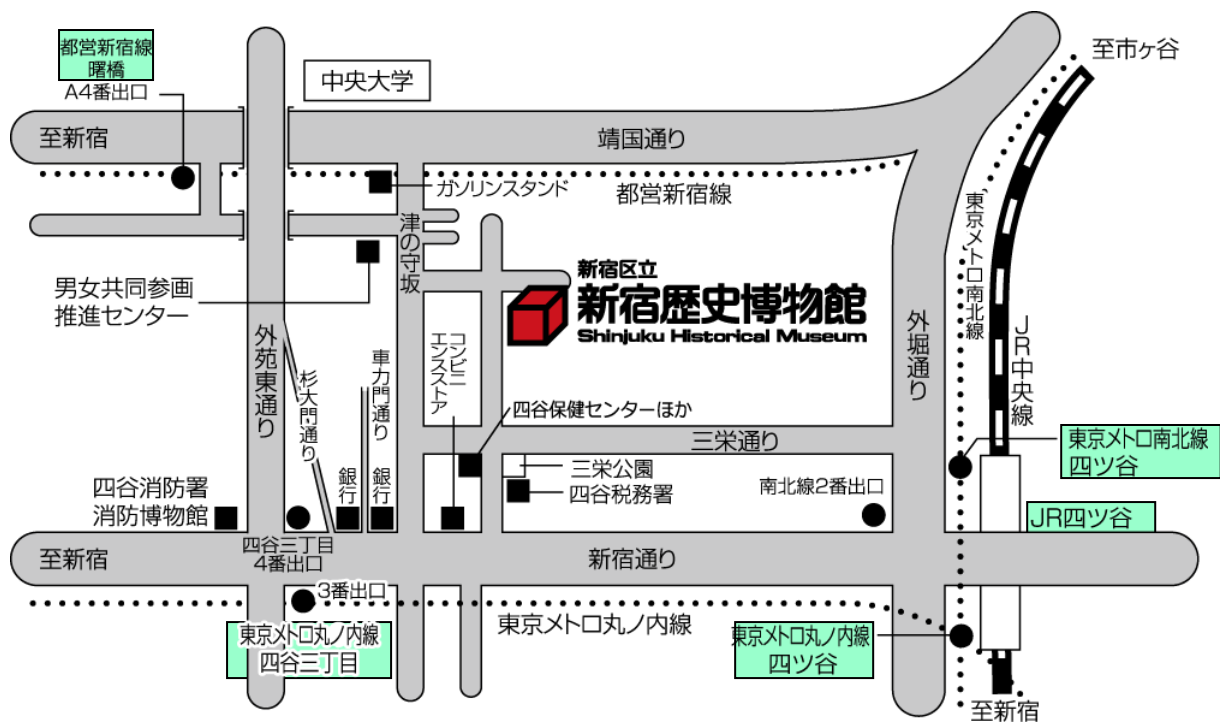 都営新宿線
曙橋
A4番出口
中央大学
至市ヶ谷
至新宿
靖国通り
ガソリンスタンド
都営新宿線
津の守坂
東京メトロ南北線
男女共同参画
推進センター
新宿区立
新宿歴史博物館
Shinjuku Historical Museum
外苑東通り
杉大門通り
車力門通り
コンビニ
エンスストア
外堀通り
JR中央線
四谷保健センターほか
三栄通り
東京メトロ南北線
四ツ谷
三栄公園
四谷税務署
銀行
銀行
南北線2番出口
四谷消防署
消防博物館
JR四ツ谷
四谷三丁目
4番出口
至新宿
新宿通り
3番出口
東京メトロ丸ノ内線
東京メトロ丸ノ内線
四谷三丁目
東京メトロ丸ノ内線
四ツ谷
至新宿